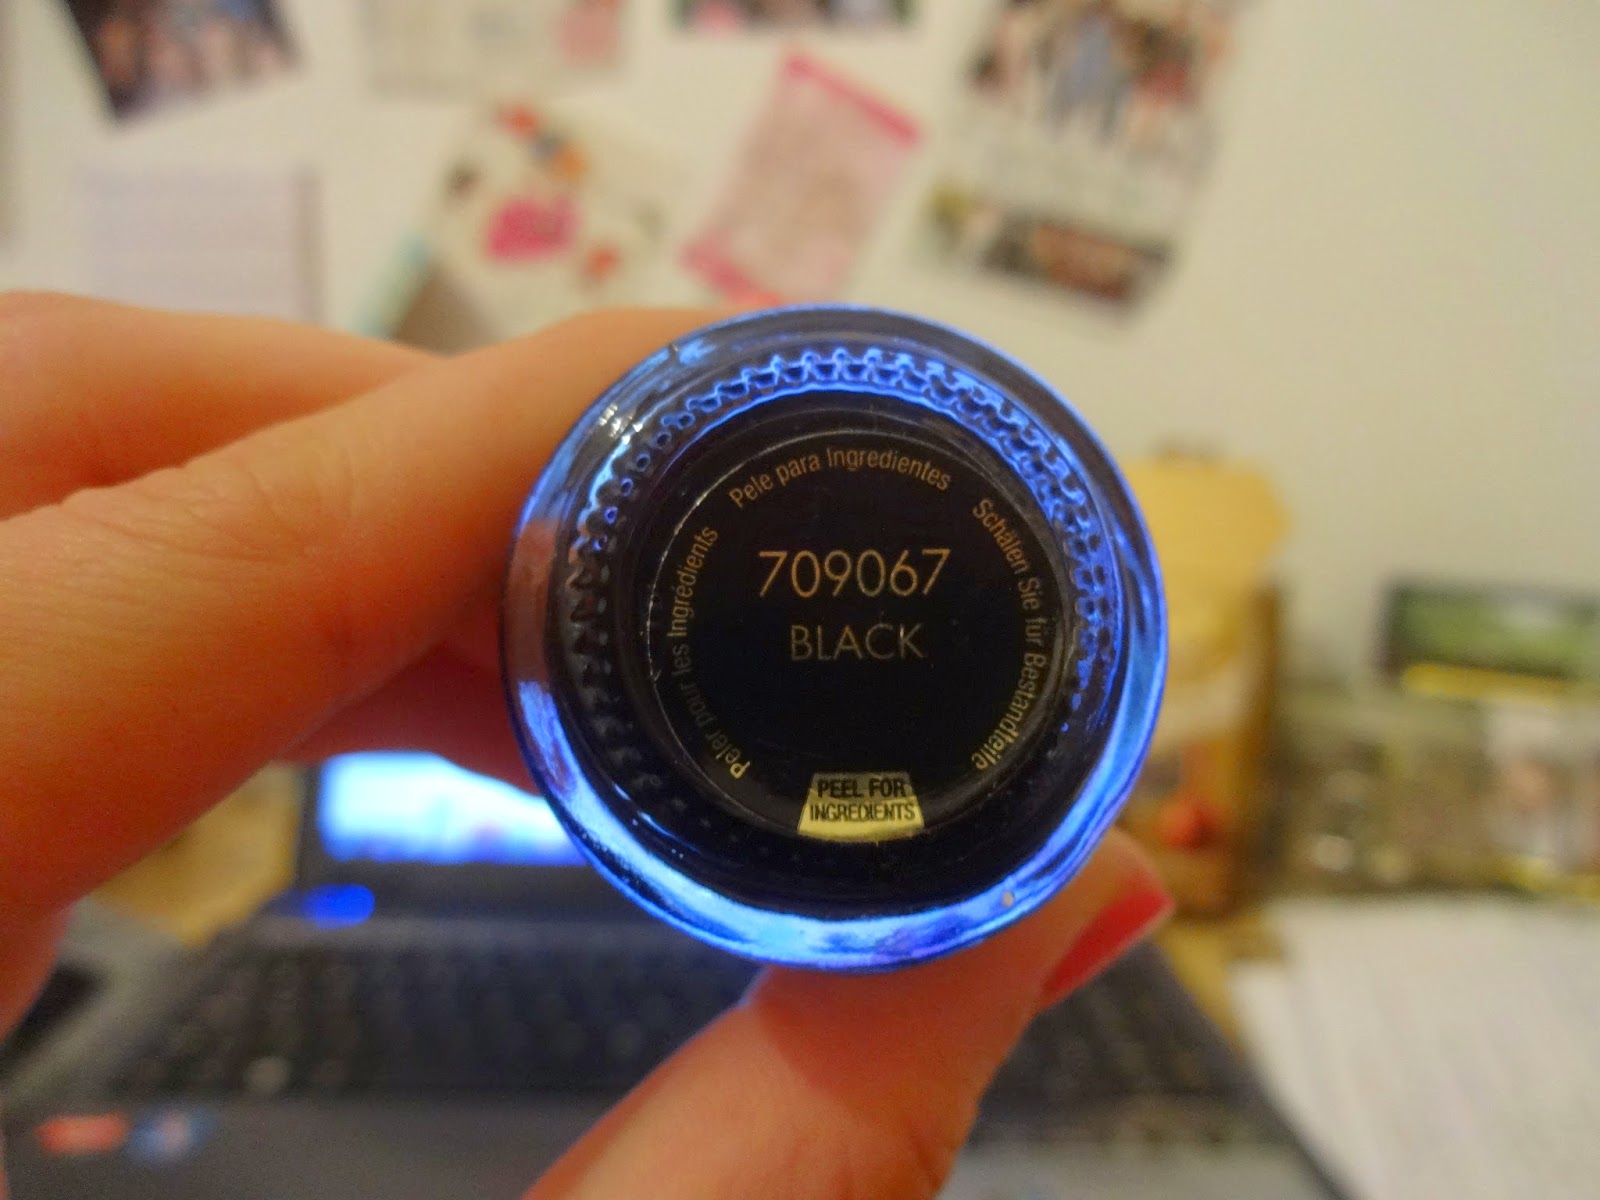 Peler pour les Ingrédients
Pele para Ingredientes
Schälen Sie für Bestandteile
709067
BLACK
PEEL FOR
INGREDIENTS